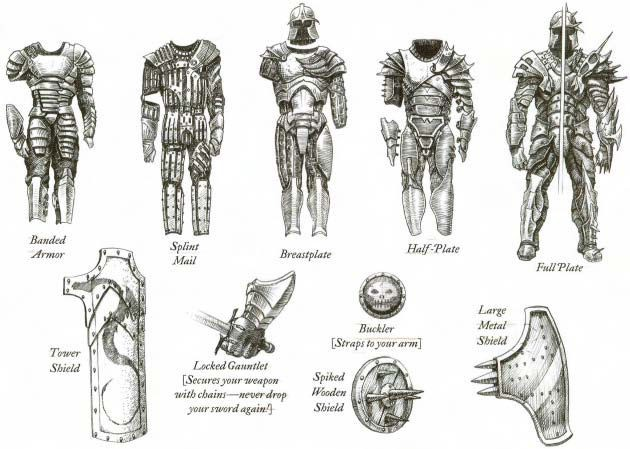 Banded
Armor
Splint
Mail
Breastplate
Half-Plate
Full Plate
Tower
Shield
Locked Gauntlet
[Secures your weapon
with chains—never drop
your sword again!]
Buckler
[Straps to your arm]
Spiked
Wooden
Shield
Large
Metal
Shield